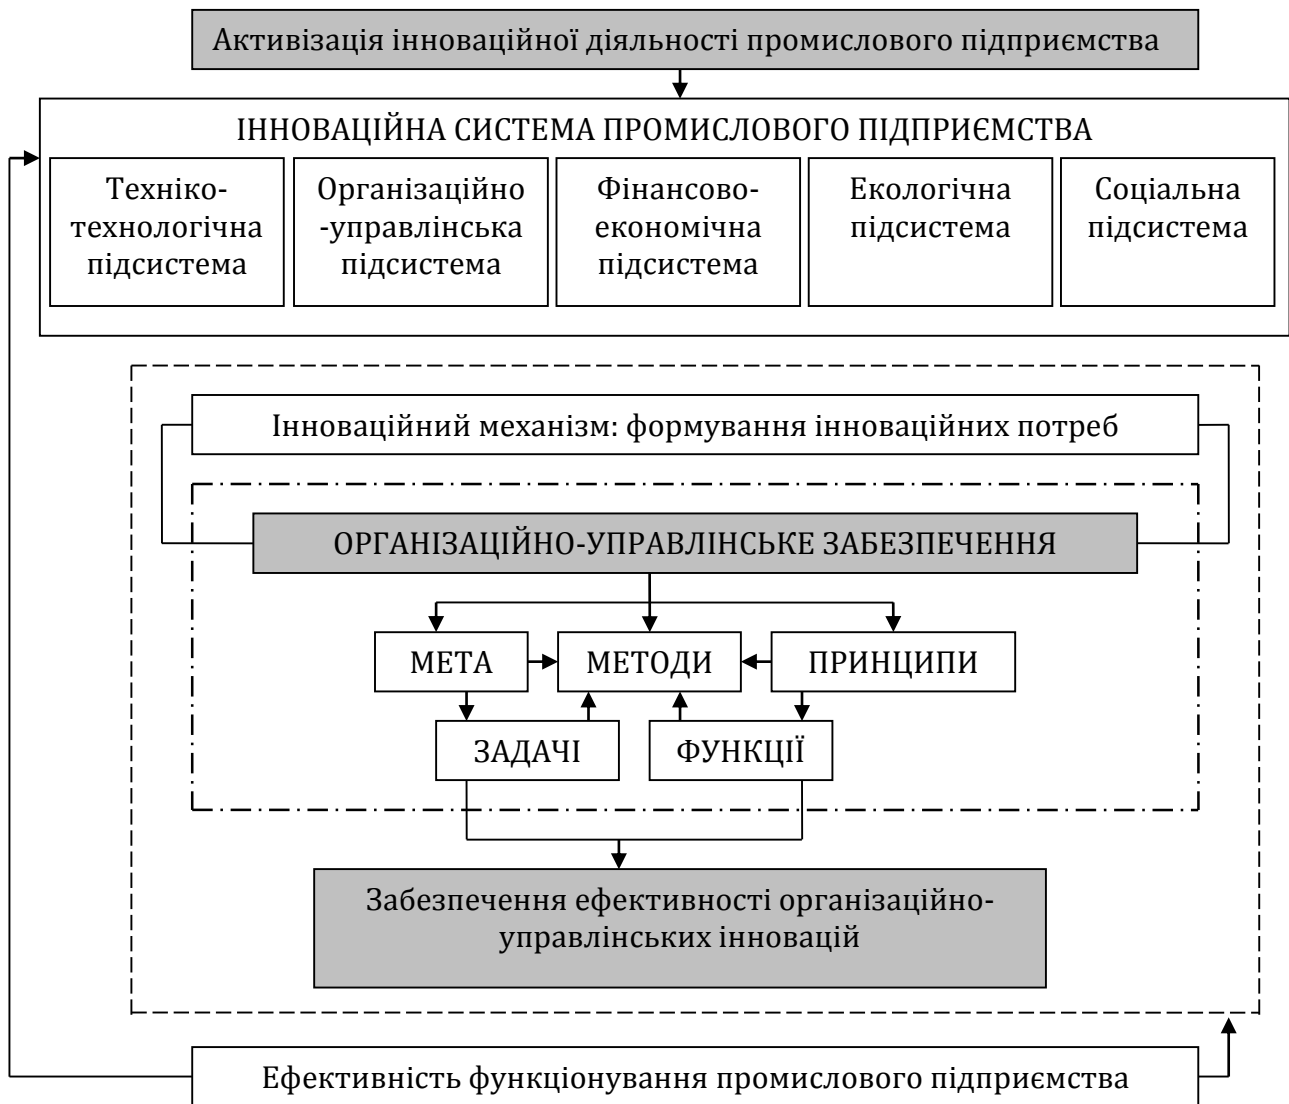 Активізація інноваційної діяльності промислового підприємства
ІННОВАЦІЙНА СИСТЕМА ПРОМИСЛОВОГО ПІДПРИЄМСТВА
Техніко-
технологічна
підсистема
Організаційно
-управлінська
підсистема
Фінансово-
економічна
підсистема
Екологічна
підсистема
Соціальна
підсистема
Інноваційний механізм: формування інноваційних потреб
ОРГАНІЗАЦІЙНО-УПРАВЛІНСЬКЕ ЗАБЕЗПЕЧЕННЯ
МЕТА
МЕТОДИ
ПРИНЦИПИ
ЗАДАЧІ
ФУНКЦІЇ
Забезпечення ефективності організаційно-
управлінських інновацій
Ефективність функціонування промислового підприємства